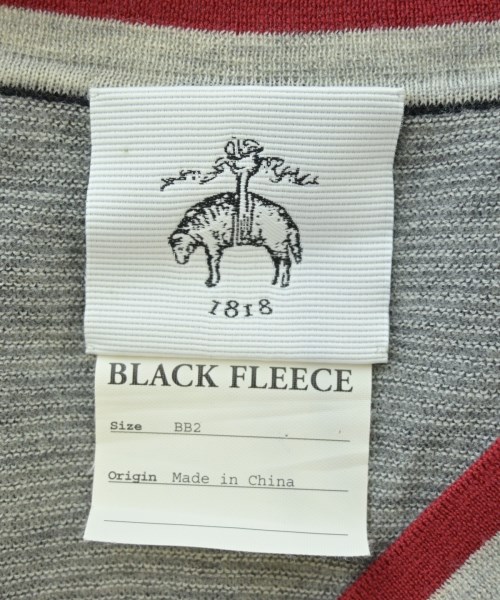 1818
BLACK FLEECE
Size BB2
Origin Made in China